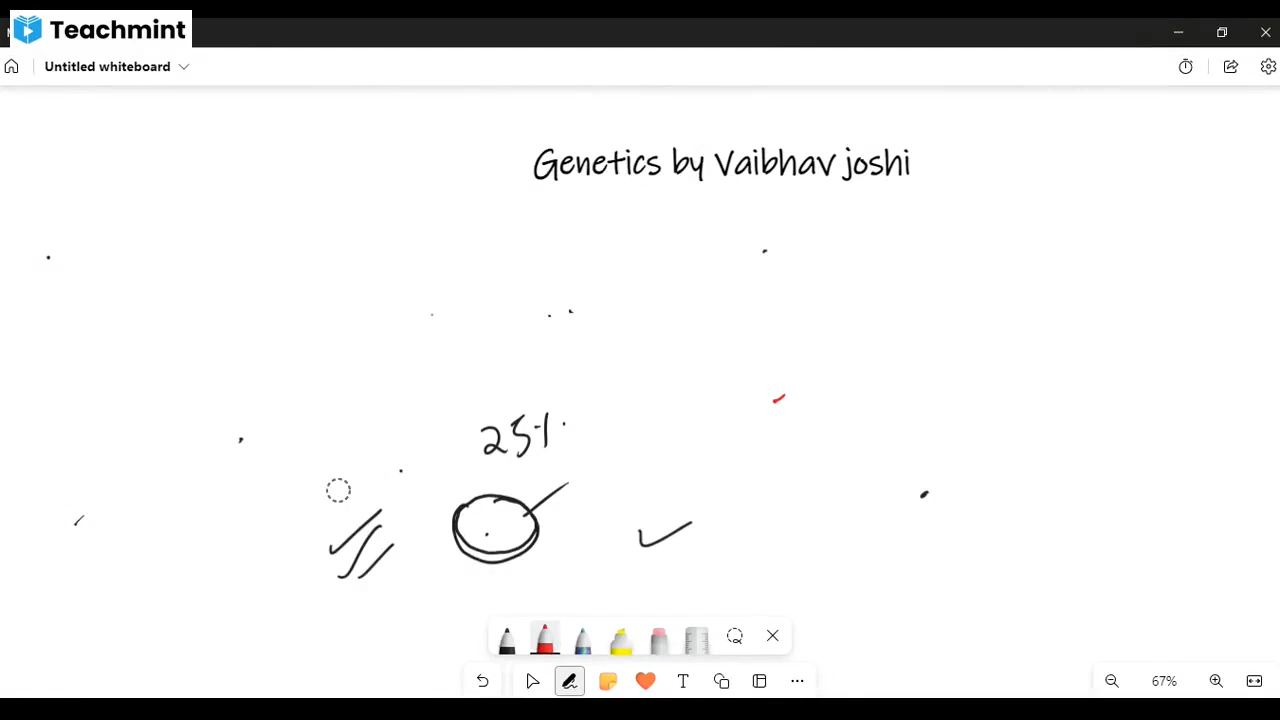 Teachmint
Untitled whiteboard
Genetics by Vaibhav joshi
25%
67%